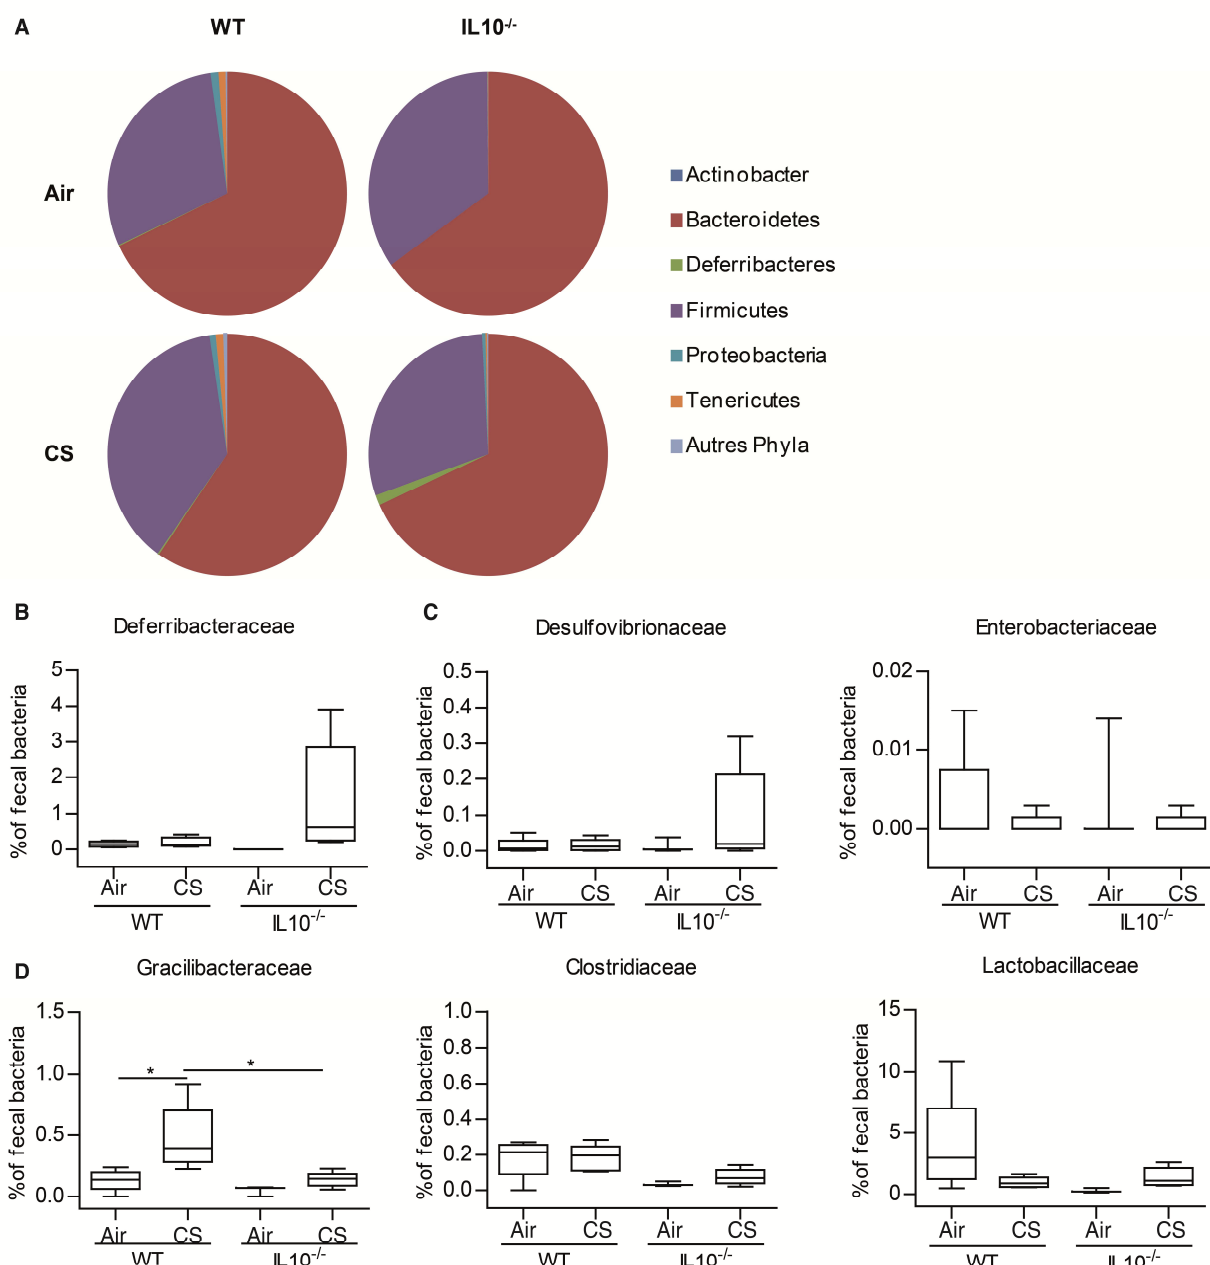 A
WT
IL10-/-
Air
CS
Actinobacter
Bacteroidetes
Deferribacteres
Firmicutes
Proteobacteria
Tenericutes
Autres Phyla
B
Deferribacteraceae
%of fecal bacteria
5
4
3
2
1
0
Air CS Air CS
WT IL10-/-
C
Desulfovibrionaceae
%of fecal bacteria
0.5
0.4
0.3
0.2
0.1
0.0
Air CS Air CS
WT IL10-/-
Enterobacteriaceae
%of fecal bacteria
0.02
0.01
0.00
Air CS Air CS
WT IL10-/-
D
Gracilibacteraceae
%of fecal bacteria
1.5
1.0
0.5
0.0
* *
Air CS Air CS
WT IL10-/-
Clostridiaceae
%of fecal bacteria
1.0
0.8
0.6
0.4
0.2
0.0
Air CS Air CS
WT IL10-/-
Lactobacillaceae
%of fecal bacteria
15
10
5
0
Air CS Air CS
WT IL10-/-